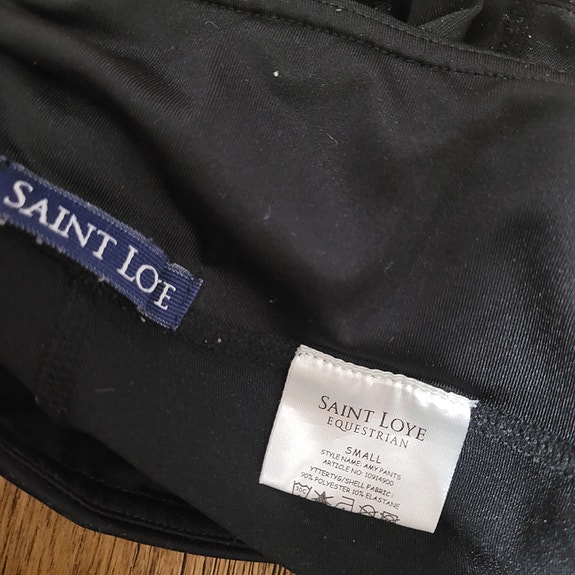 SAINT LOYE
SAINT LOYE
EQUESTRIAN
SMALL
STYLE NAME: AMY PANTS
ARTICLE NO: 10914900
YTTERTYG/SHELL FABRIC:
90% POLYESTER 10% ELASTANE
30C